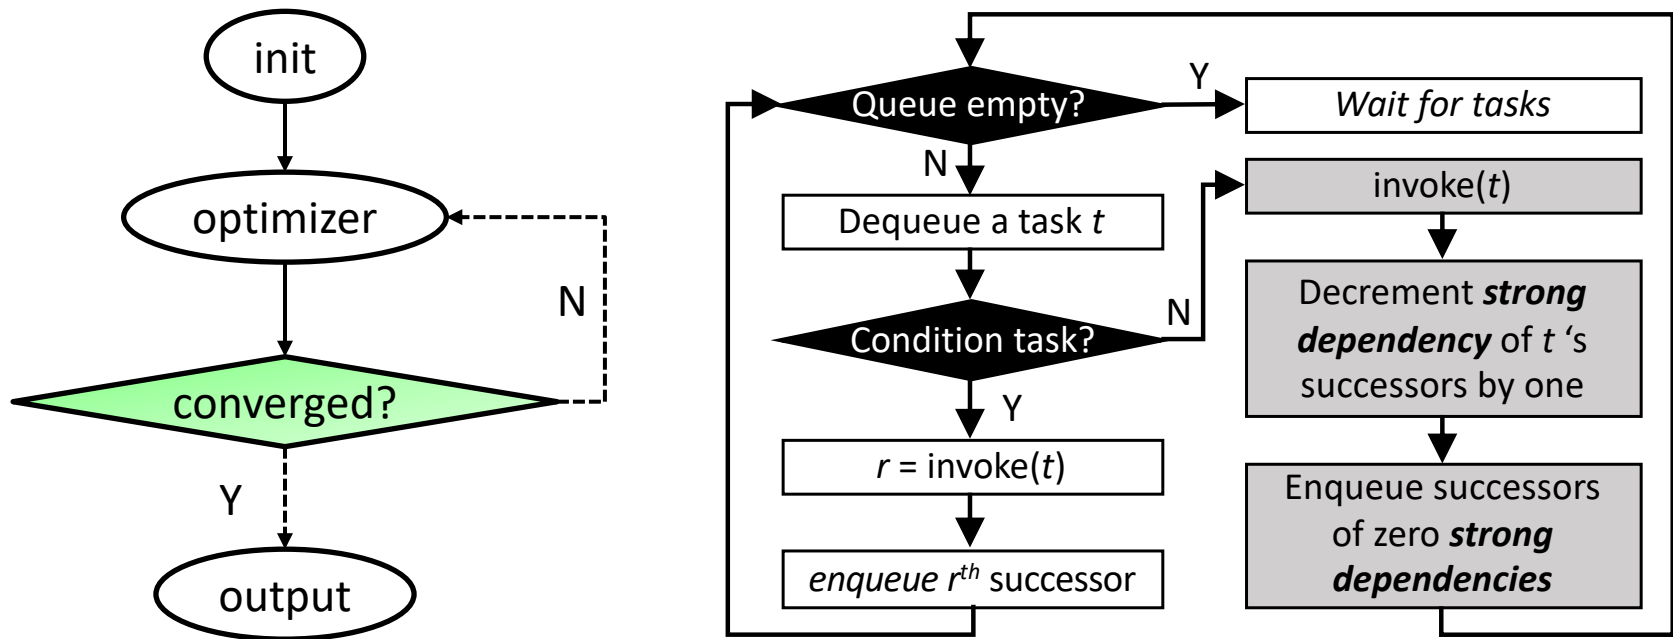 init
optimizer
N
converged?
Y
output
Queue empty?
Y
Wait for tasks
N
Dequeue a task t
invoke(t)
Condition task?
N
Decrement strong
dependency of t ‘s
successors by one
Y
r = invoke(t)
Enqueue successors
of zero strong
dependencies
enqueue rth successor